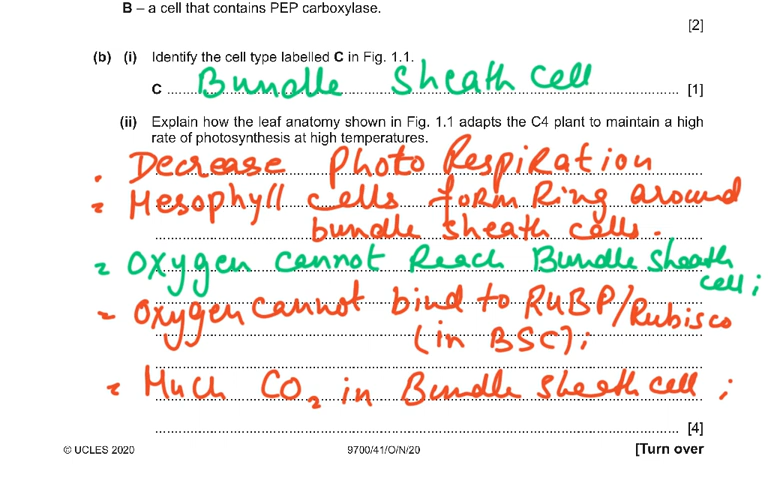 B – a cell that contains PEP carboxylase.
[2]
(b) (i) Identify the cell type labelled C in Fig. 1.1.
C Bundle Sheath Cell [1]
(ii) Explain how the leaf anatomy shown in Fig. 1.1 adapts the C4 plant to maintain a high
rate of photosynthesis at high temperatures.
. Decrease Photo Respiration
= Mesophyll cells form Ring around
bundle sheath cells.
= Oxygen cannot Reach Bundle Sheath
cell;
= Oxygen cannot bind to RUBP/Rubisco
(in BSC);
= Much CO₂ in Bundle sheath cell ;
[4]
© UCLES 2020 9700/41/O/N/20 [Turn over